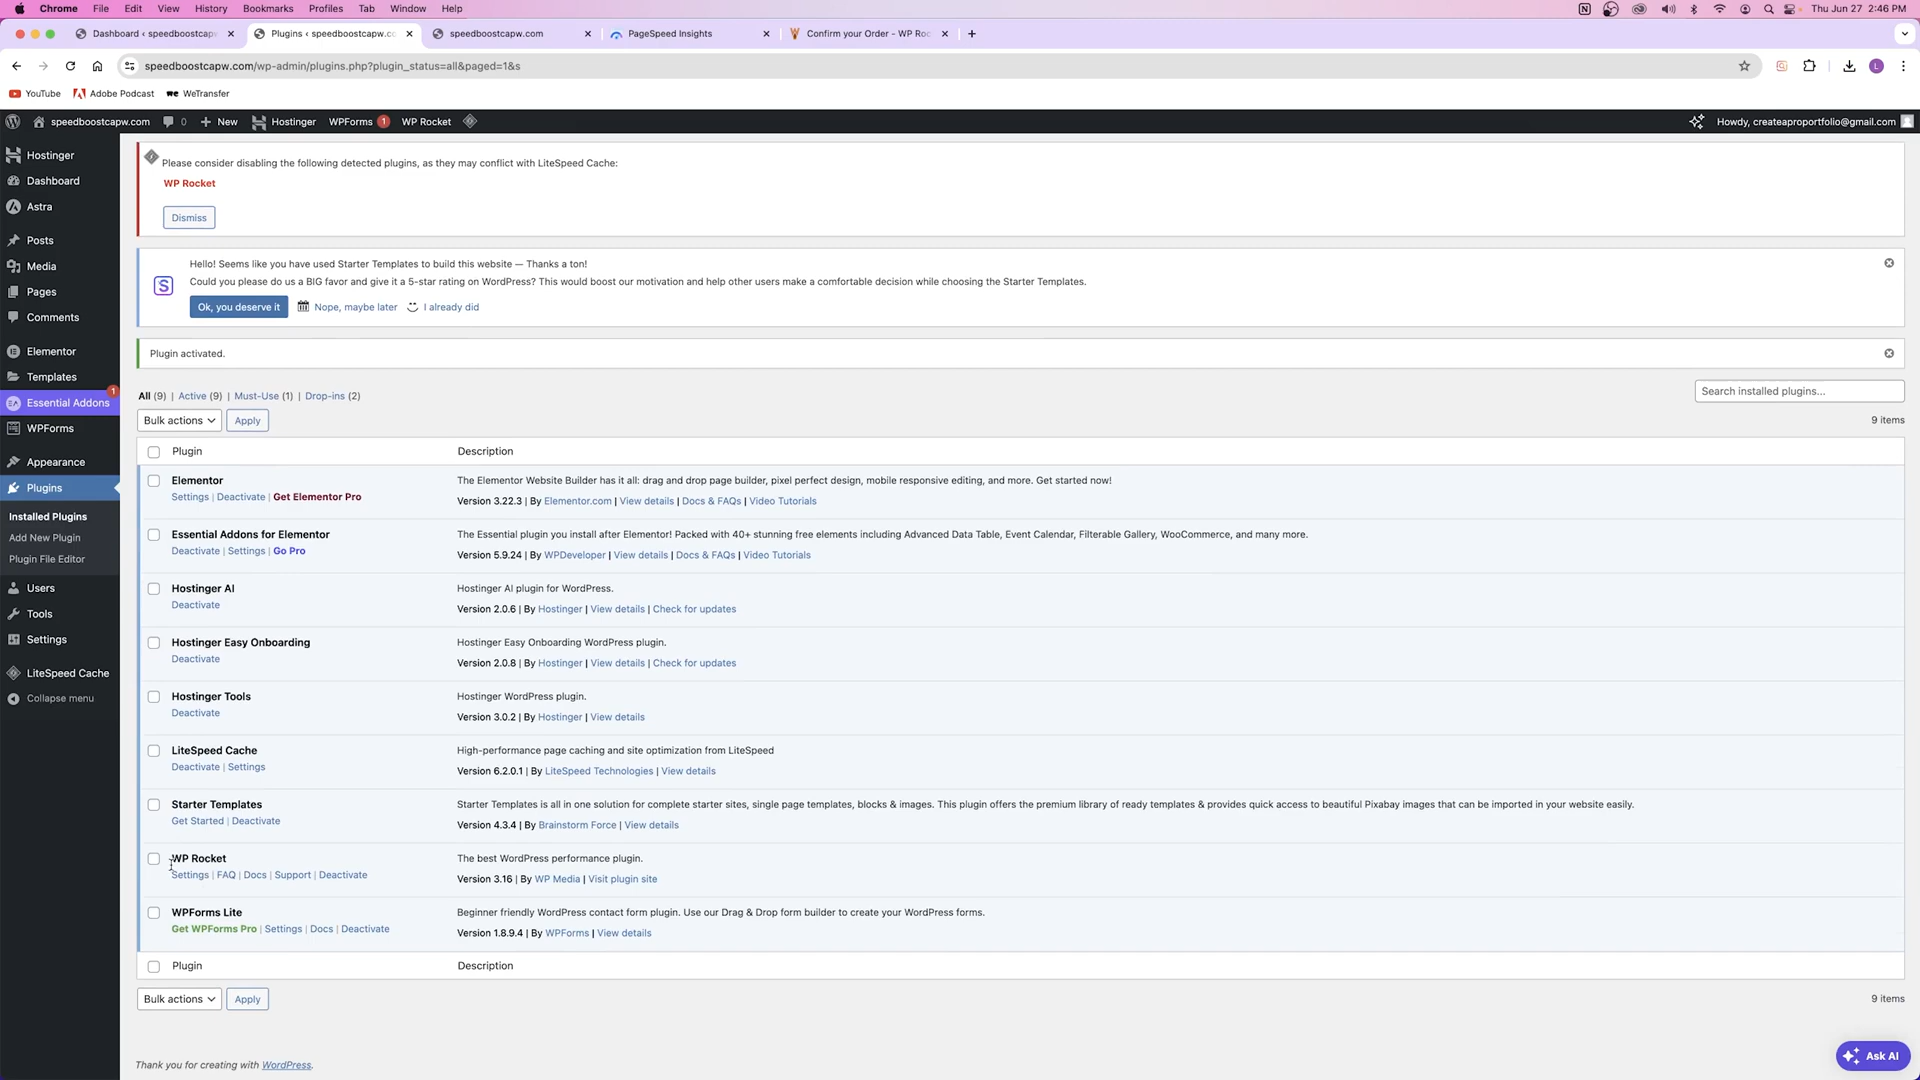 Chrome File Edit View History Bookmarks Profiles Tab Window Help Thu Jun 27 2:46 PM
Dashboard ‹ speedboostcapw. Plugins ‹ speedboostcapw.co speedboostcapw.com PageSpeed Insights Confirm your Order - WP Roc
speedboostcapw.com/wp-admin/plugins.php?plugin_status=all&paged=1&s L
YouTube Adobe Podcast WeTransfer
speedboostcapw.com 0 New Hostinger WPForms 1 WP Rocket Howdy, createaproportfolio@gmail.com
Hostinger
Dashboard
Astra
Posts
Media
Pages
Comments
Elementor
Templates
Essential Addons 1
WPForms
Appearance
Plugins
Installed Plugins
Add New Plugin
Plugin File Editor
Users
Tools
Settings
LiteSpeed Cache
Collapse menu
Please consider disabling the following detected plugins, as they may conflict with LiteSpeed Cache:
WP Rocket
Dismiss
Hello! Seems like you have used Starter Templates to build this website — Thanks a ton!
Could you please do us a BIG favor and give it a 5-star rating on WordPress? This would boost our motivation and help other users make a comfortable decision while choosing the Starter Templates.
Ok, you deserve it Nope, maybe later I already did
Plugin activated.
All (9) | Active (9) | Must-Use (1) | Drop-ins (2) Search installed plugins...
Bulk actions Apply 9 items
Plugin Description
Elementor The Elementor Website Builder has it all: drag and drop page builder, pixel perfect design, mobile responsive editing, and more. Get started now!
Settings | Deactivate | Get Elementor Pro Version 3.22.3 | By Elementor.com | View details | Docs & FAQs | Video Tutorials
Essential Addons for Elementor The Essential plugin you install after Elementor! Packed with 40+ stunning free elements including Advanced Data Table, Event Calendar, Filterable Gallery, WooCommerce, and many more.
Deactivate | Settings | Go Pro Version 5.9.24 | By WPDeveloper | View details | Docs & FAQs | Video Tutorials
Hostinger AI Hostinger AI plugin for WordPress.
Deactivate Version 2.0.6 | By Hostinger | View details | Check for updates
Hostinger Easy Onboarding Hostinger Easy Onboarding WordPress plugin.
Deactivate Version 2.0.8 | By Hostinger | View details | Check for updates
Hostinger Tools Hostinger WordPress plugin.
Deactivate Version 3.0.2 | By Hostinger | View details
LiteSpeed Cache High-performance page caching and site optimization from LiteSpeed
Deactivate | Settings Version 6.2.0.1 | By LiteSpeed Technologies | View details
Starter Templates Starter Templates is all in one solution for complete starter sites, single page templates, blocks & images. This plugin offers the premium library of ready templates & provides quick access to beautiful Pixabay images that can be imported in your website easily.
Get Started | Deactivate Version 4.3.4 | By Brainstorm Force | View details
WP Rocket The best WordPress performance plugin.
Settings | FAQ | Docs | Support | Deactivate Version 3.16 | By WP Media | Visit plugin site
WPForms Lite Beginner friendly WordPress contact form plugin. Use our Drag & Drop form builder to create your WordPress forms.
Get WPForms Pro | Settings | Docs | Deactivate Version 1.8.9.4 | By WPForms | View details
Plugin Description
Bulk actions Apply 9 items
Thank you for creating with WordPress.
Ask AI